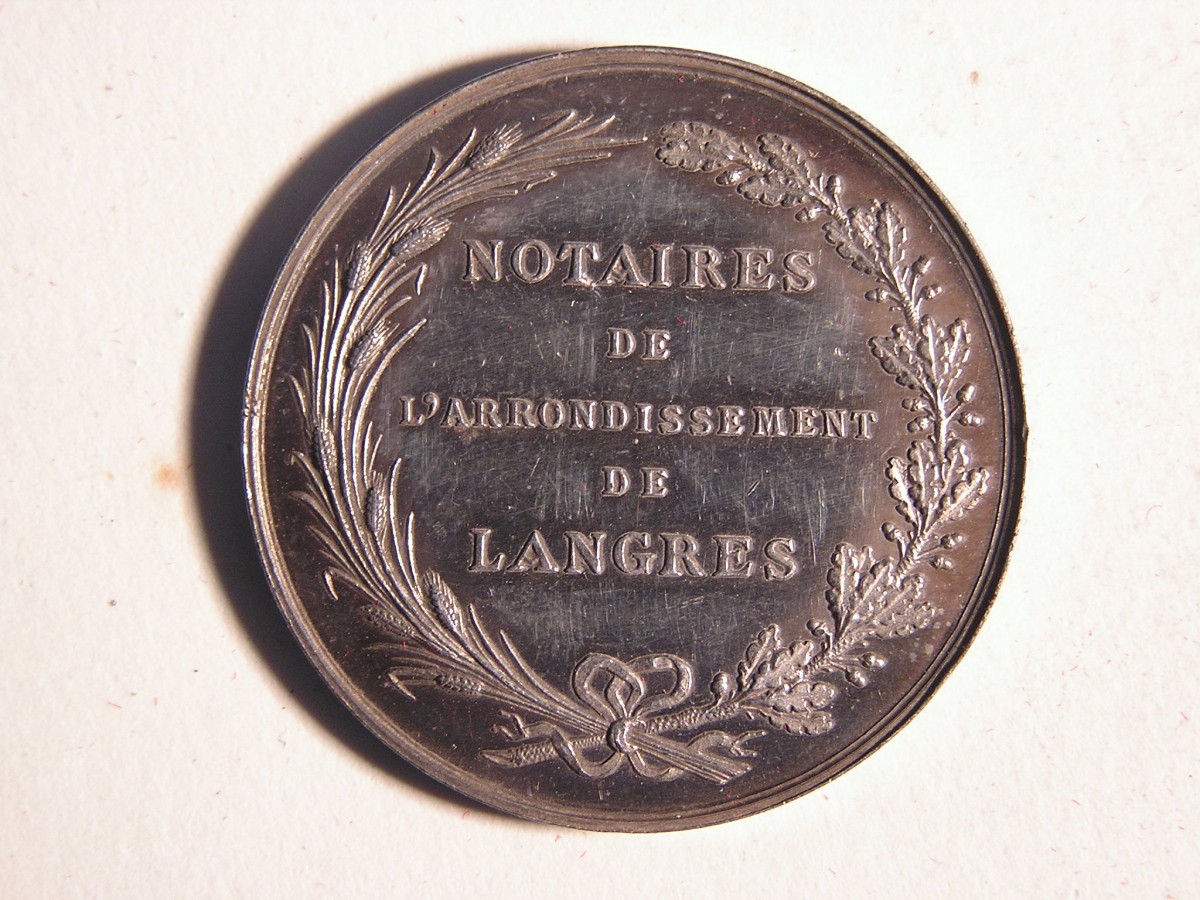 NOTAIRES
DE
L'ARRONDISSEMENT
DE
LANGRES